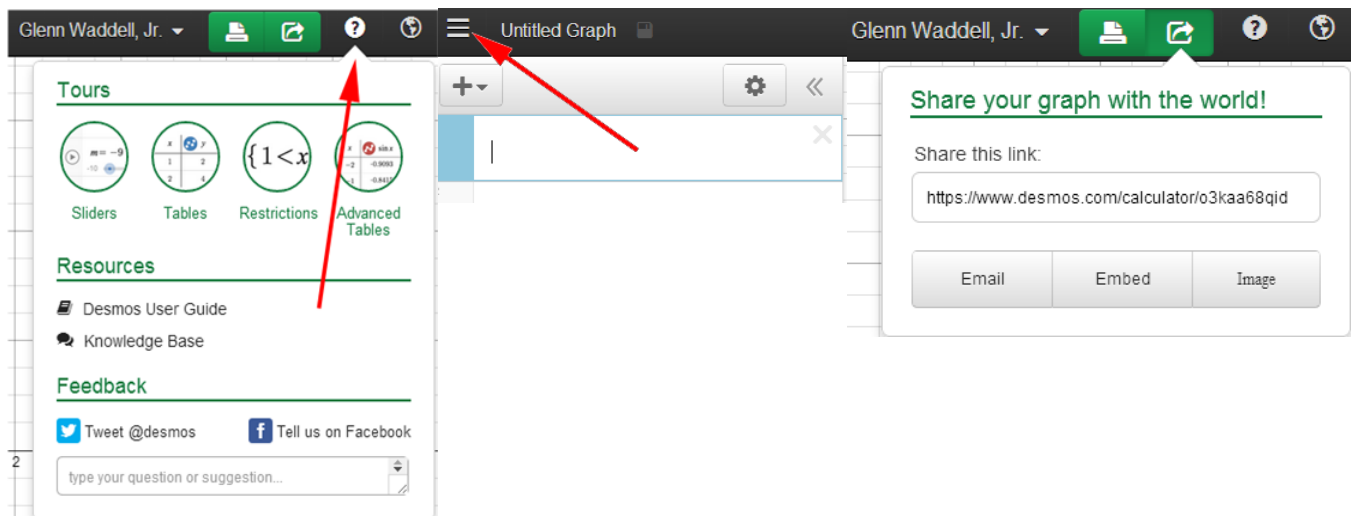 Glenn Waddell, Jr.
?
Tours
m= -9
-10
x y
1 2
2 4
{1<x
x sin x
-2 -0.9093
-1 -0.8417
Sliders Tables Restrictions Advanced Tables
Resources
Desmos User Guide
Knowledge Base
Feedback
Tweet @desmos f Tell us on Facebook
type your question or suggestion...
2
Untitled Graph
+
«
Glenn Waddell, Jr.
?
Share your graph with the world!
Share this link:
https://www.desmos.com/calculator/o3kaa68qid
Email Embed Image